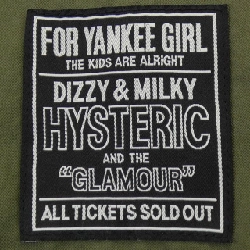 FOR YANKEE GIRL
THE KIDS ARE ALRIGHT
DIZZY & MILKY
HYSTERIC
AND THE
“GLAMOUR”
ALL TICKETS SOLD OUT